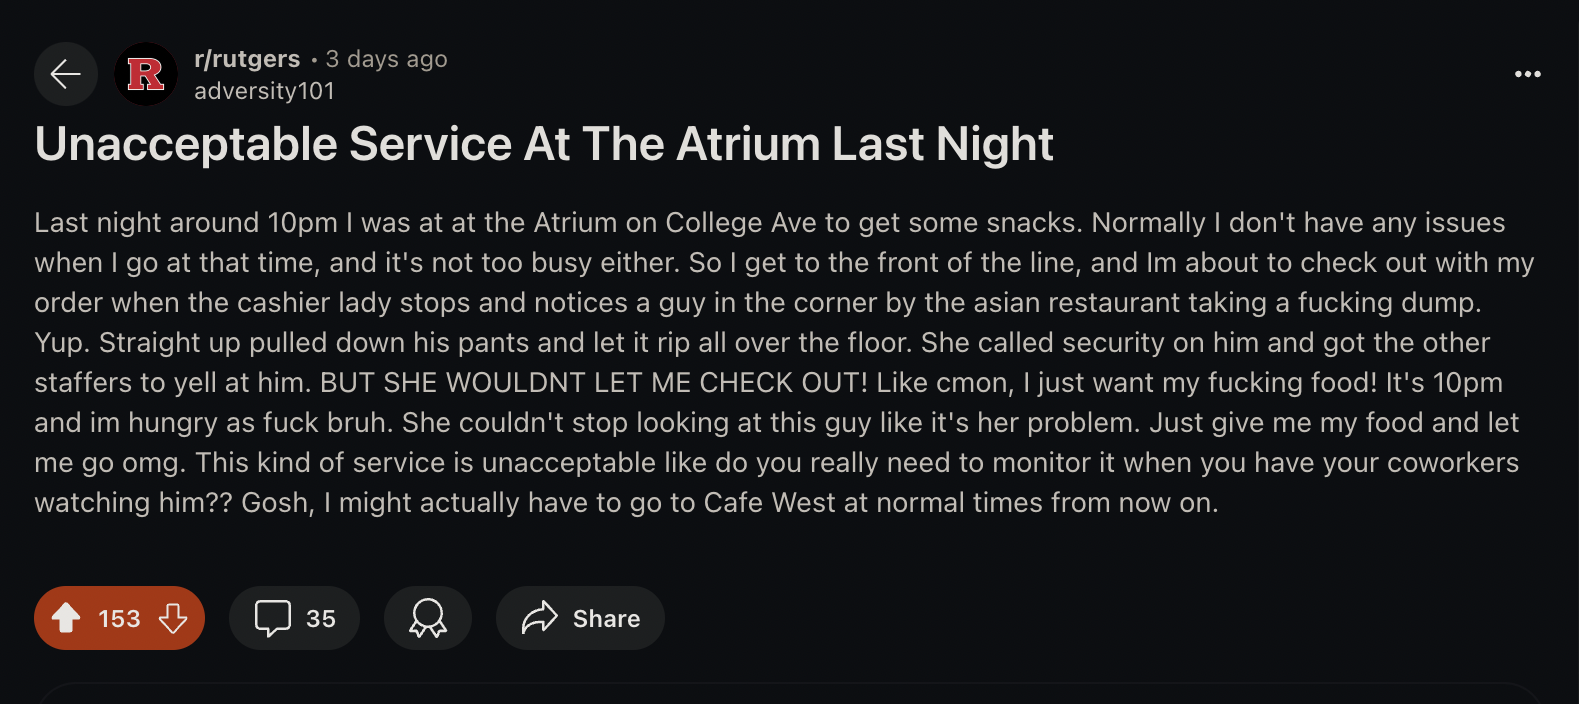 r/rutgers • 3 days ago
R
adversity101
Unacceptable Service At The Atrium Last Night
Last night around 10pm I was at at the Atrium on College Ave to get some snacks. Normally I don't have any issues
when I go at that time, and it's not too busy either. So I get to the front of the line, and Im about to check out with my
order when the cashier lady stops and notices a guy in the corner by the asian restaurant taking a fucking dump.
Yup. Straight up pulled down his pants and let it rip all over the floor. She called security on him and got the other
staffers to yell at him. BUT SHE WOULDNT LET ME CHECK OUT! Like cmon, I just want my fucking food! It's 10pm
and im hungry as fuck bruh. She couldn't stop looking at this guy like it's her problem. Just give me my food and let
me go omg. This kind of service is unacceptable like do you really need to monitor it when you have your coworkers
watching him?? Gosh, I might actually have to go to Cafe West at normal times from now on.
153
35
Share